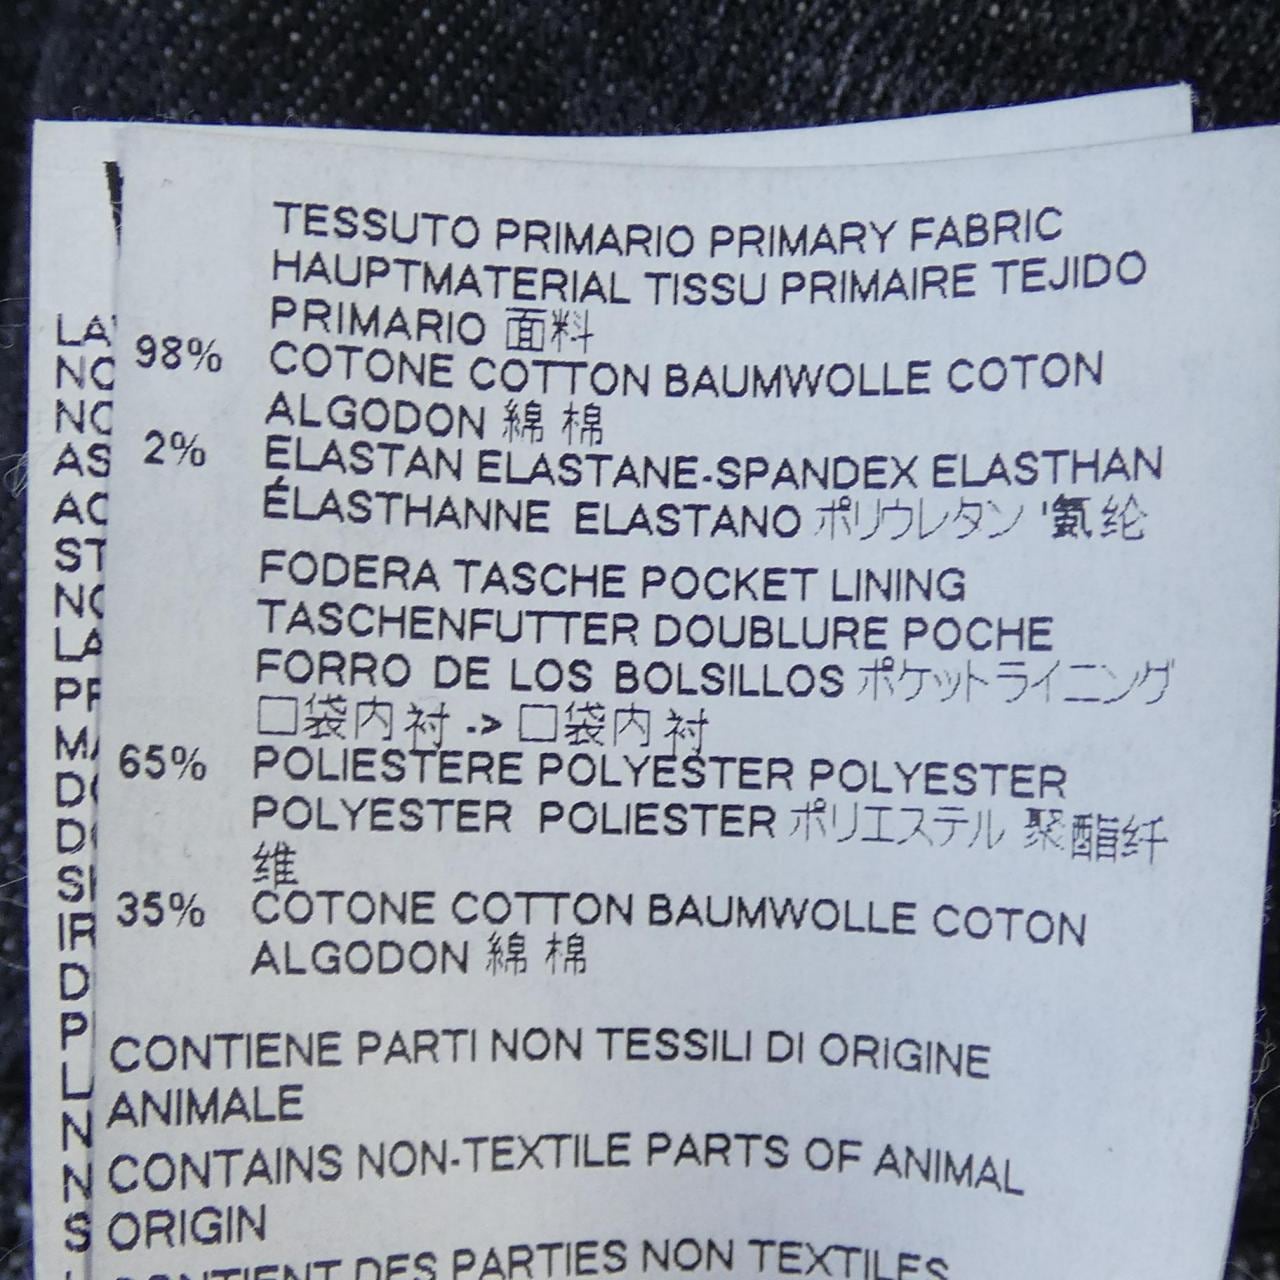 TESSUTO PRIMARIO PRIMARY FABRIC
HAUPTMATERIAL TISSU PRIMAIRE TEJIDO
PRIMARIO 面料
98% COTONE COTTON BAUMWOLLE COTON
ALGODON 綿 棉
2% ELASTAN ELASTANE-SPANDEX ELASTHAN
ÉLASTHANNE ELASTANO ポリウレタン '氨纶
FODERA TASCHE POCKET LINING
TASCHENFUTTER DOUBLURE POCHE
FORRO DE LOS BOLSILLOS ポケットライニング
口袋内衬 -> 口袋内衬
65% POLIESTERE POLYESTER POLYESTER
POLYESTER POLIESTER ポリエステル 聚酯纤
维
35% COTONE COTTON BAUMWOLLE COTON
ALGODON 綿 棉
CONTIENE PARTI NON TESSILI DI ORIGINE
ANIMALE
CONTAINS NON-TEXTILE PARTS OF ANIMAL
ORIGIN
CONTIENT DES PARTIES NON TEXTILES